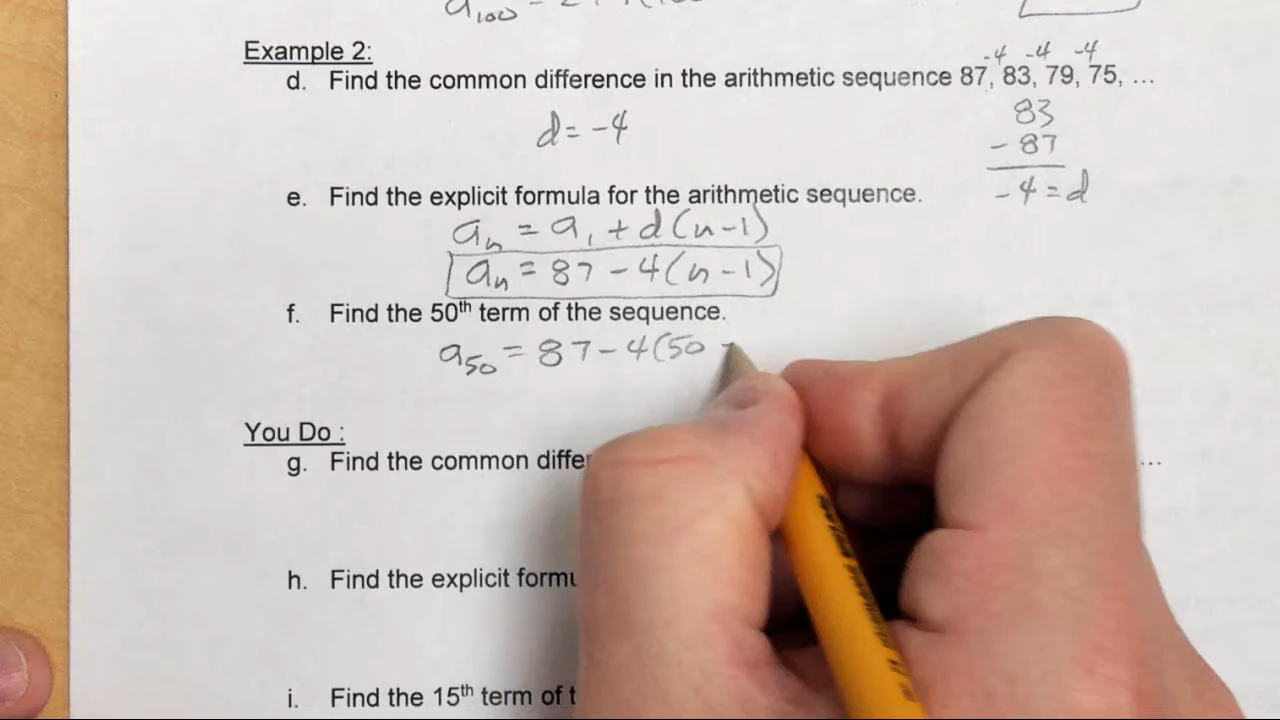 a100
Example 2:
-4 -4 -4
d. Find the common difference in the arithmetic sequence 87, 83, 79, 75, ...
83
d = -4
- 87
-4 = d
e. Find the explicit formula for the arithmetic sequence.
an = a1 + d(n-1)
an = 87 - 4(n-1)
f. Find the 50th term of the sequence.
a50 = 87 - 4(50 -
You Do :
g. Find the common ...
h. Find the explicit
i. Find the 15th term of